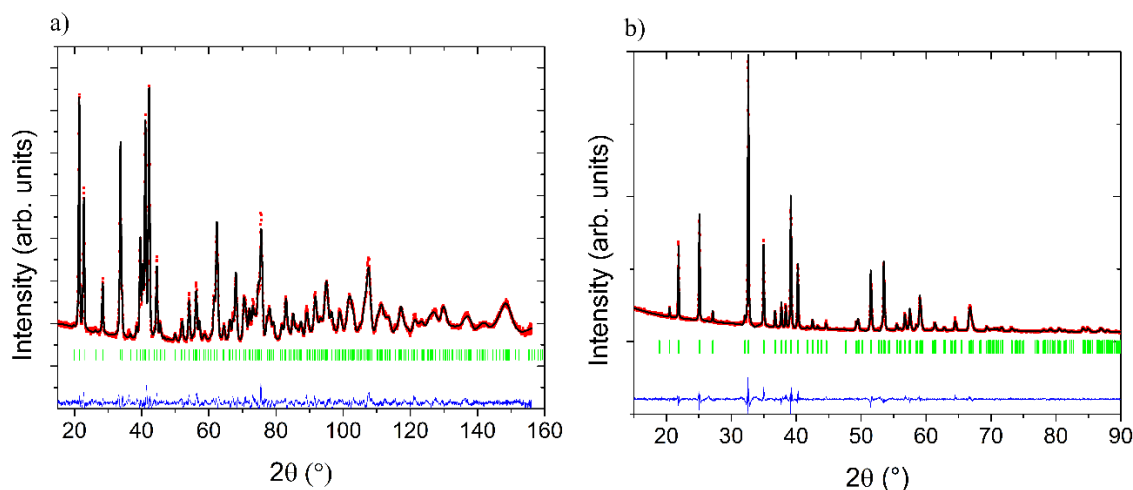 a)
Intensity (arb. units)
20 40 60 80 100 120 140 160
2θ (°)
b)
Intensity (arb. units)
20 30 40 50 60 70 80 90
2θ (°)